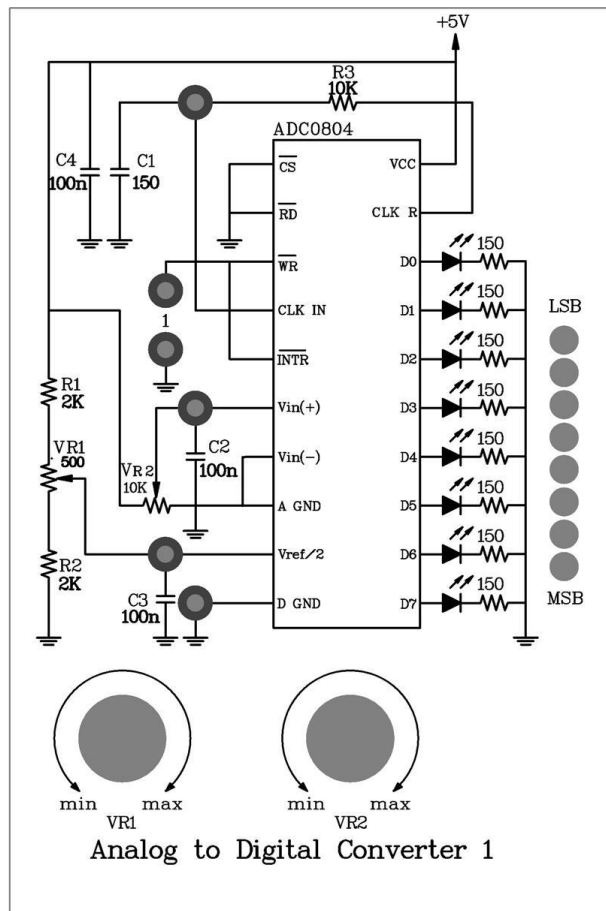 +5V
R3
10K
ADC0804
C4
100n
C1
150
CS
VCC
RD
CLK R
WR
D0
150
1
CLK IN
D1
150
LSB
INTR
D2
150
R1
2K
Vin(+)
D3
150
VR1
500
VR2
10K
C2
100n
Vin(-)
D4
150
A GND
D5
150
R2
2K
Vref/2
D6
150
C3
100n
D GND
D7
150
MSB
min
max
VR1
min
max
VR2
Analog to Digital Converter 1